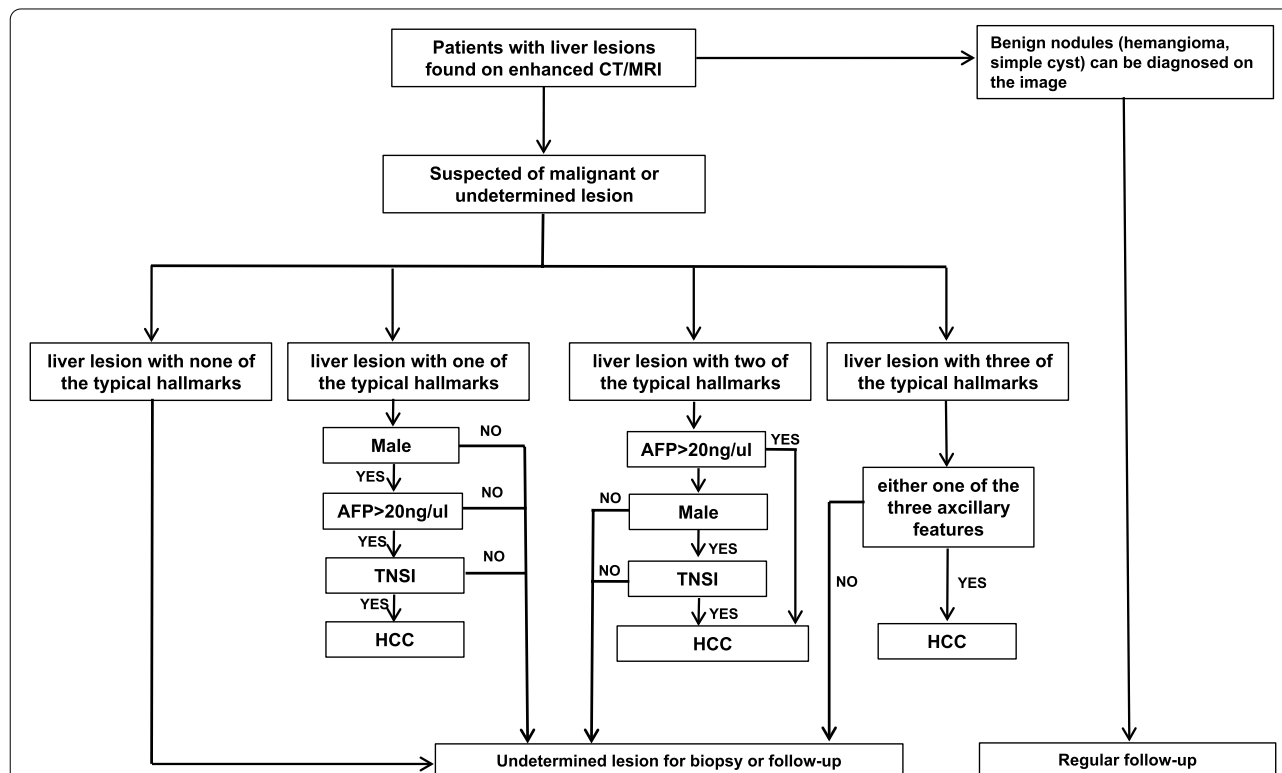 Patients with liver lesions
found on enhanced CT/MRI
Benign nodules (hemangioma,
simple cyst) can be diagnosed on
the image
Suspected of malignant or
undetermined lesion
liver lesion with none of
the typical hallmarks
liver lesion with one of
the typical hallmarks
liver lesion with two of
the typical hallmarks
liver lesion with three of
the typical hallmarks
Male
NO
YES
AFP>20ng/ul
NO
YES
TNSI
NO
YES
HCC
AFP>20ng/ul
YES
Male
NO
YES
TNSI
NO
YES
HCC
either one of the
three axcillary
features
NO
YES
HCC
Undetermined lesion for biopsy or follow-up
Regular follow-up